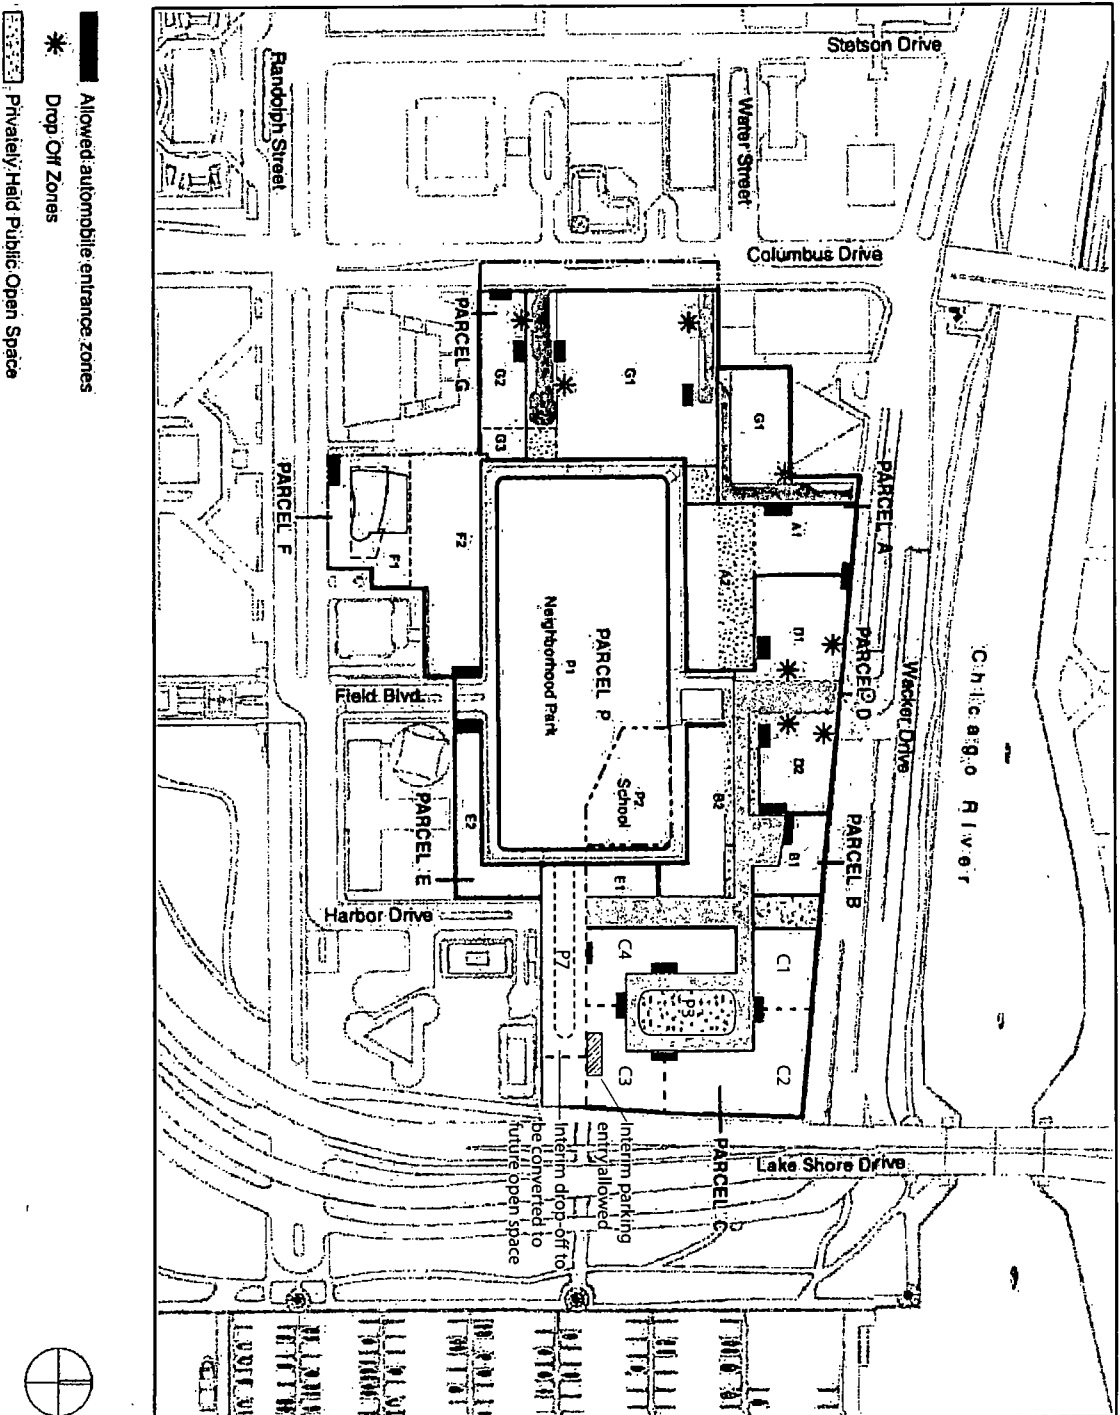 Stetson Drive
Randolph Street
Water Street
Columbus Drive
PARCEL G
G2
G1
G3
G1
PARCEL A
A1
A2
PARCEL F
F2
F1
PARCEL P
P1
Neighborhood Park
P2
School
D1
PARCEL D
D2
Wacker Drive
Chicago River
Field Blvd.
PARCEL E
E2
E1
B2
B1
PARCEL B
Harbor Drive
P7
C4
P3
C1
C3
C2
PARCEL C
Lake Shore Drive
Interim parking
entry allowed
Interim drop-off to
be converted to
future open space
Allowed automobile entrance zones
Drop Off Zones
Privately Held Public Open Space